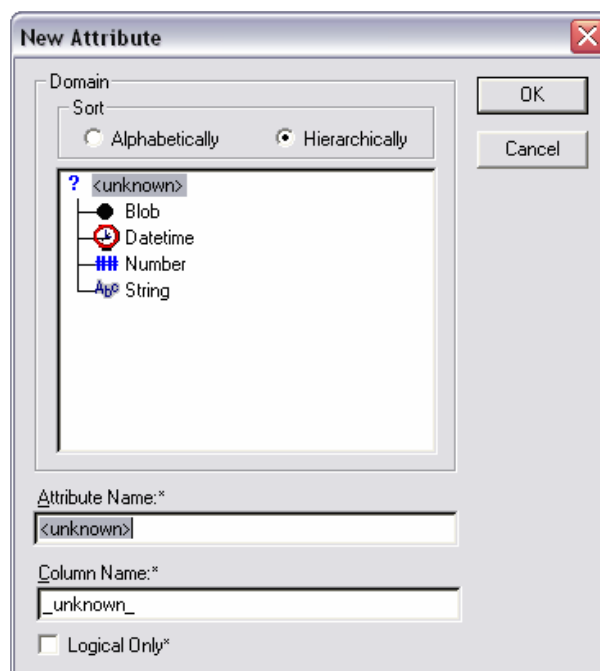 New Attribute
Domain
Sort
Alphabetically Hierarchically
OK
Cancel
? <unknown>
Blob
Datetime
Number
Abc String
Attribute Name:*
<unknown>
Column Name:*
_unknown_
Logical Only*